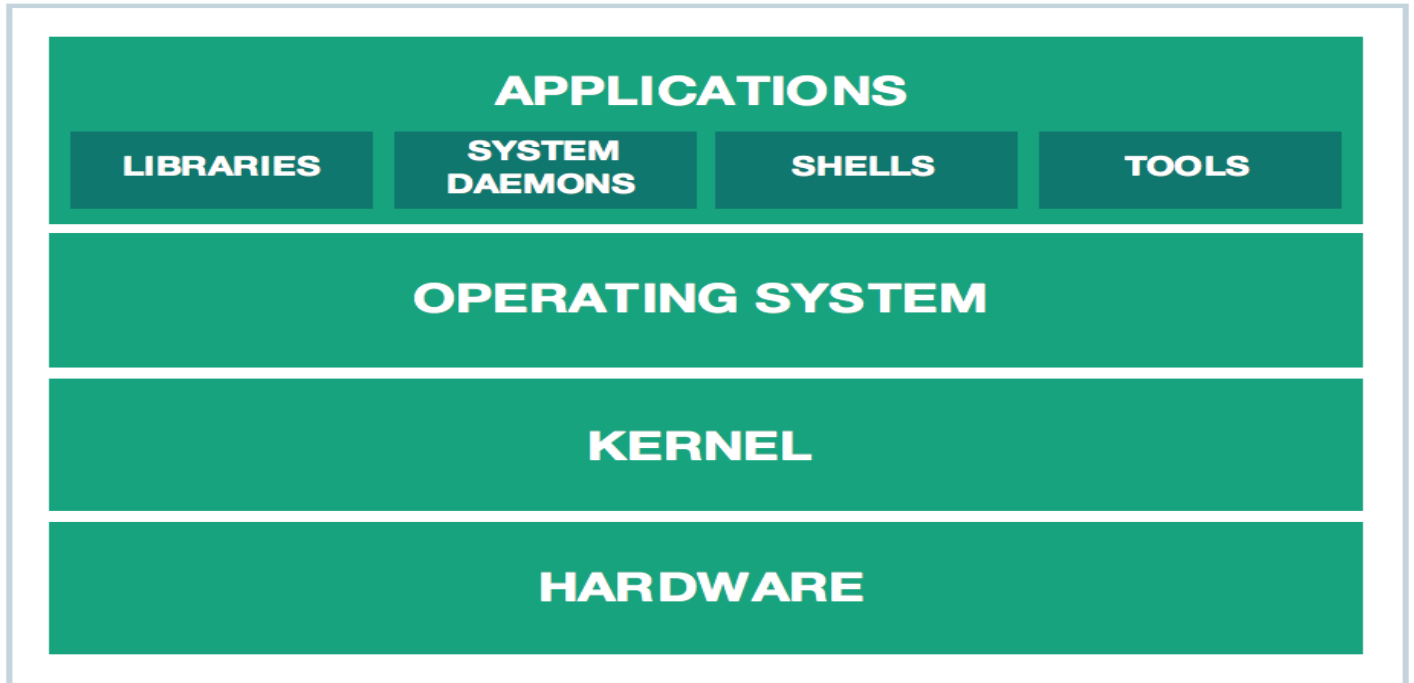 APPLICATIONS
LIBRARIES
SYSTEM
DAEMONS
SHELLS
TOOLS
OPERATING SYSTEM
KERNEL
HARDWARE